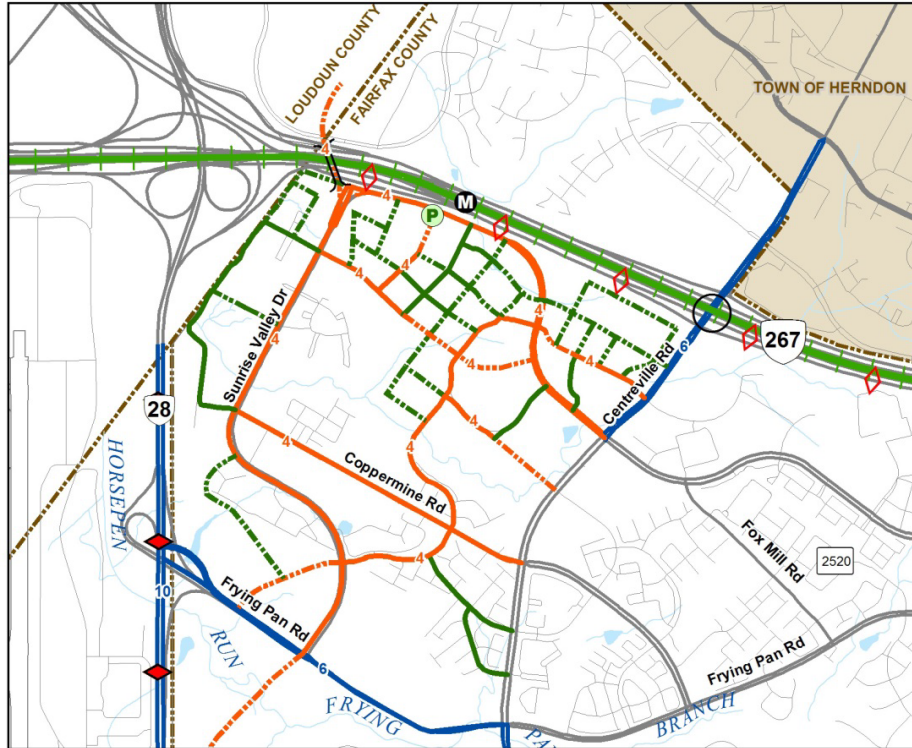 LOUDOUN COUNTY
FAIRFAX COUNTY
TOWN OF HERNDON
4
4
M
P
4
4
Sunrise Valley Dr
4
4
267
6
4
4
Centreville Rd
28
4
4
Coppermine Rd
HORSEPEN
4
Fox Mill Rd
2520
10
Frying Pan Rd
RUN
6
Frying Pan Rd
FRYING
BRANCH
PAN